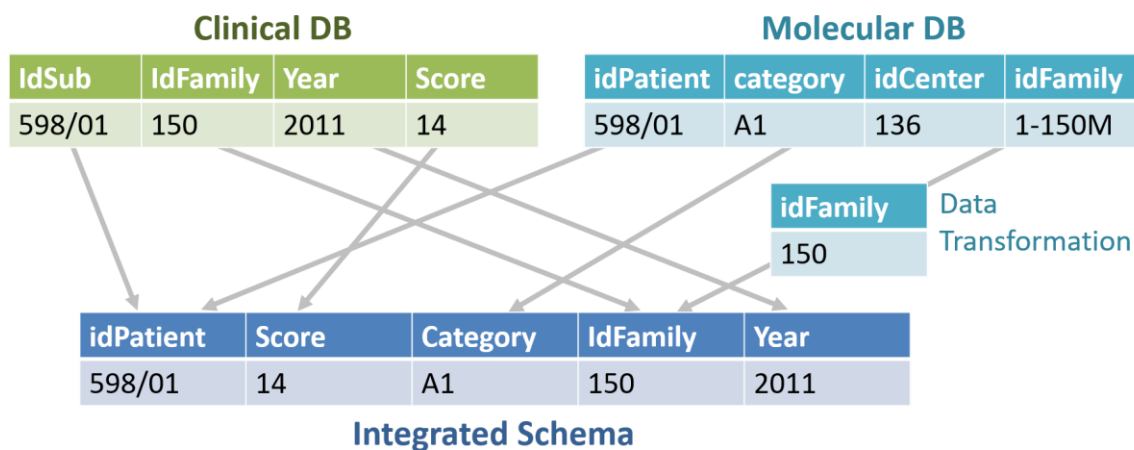 Clinical DB
IdSub IdFamily Year Score
598/01 150 2011 14
Molecular DB
idPatient category idCenter idFamily
598/01 A1 136 1-150M
idFamily
150
Data
Transformation
idPatient Score Category IdFamily Year
598/01 14 A1 150 2011
Integrated Schema